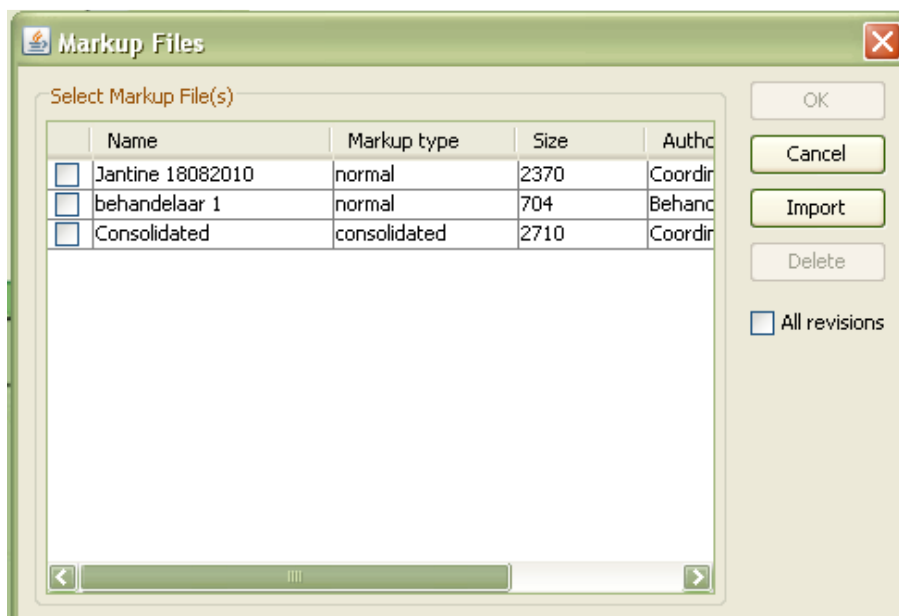 Markup Files
Select Markup File(s)
Name Markup type Size Autho
Jantine 18082010 normal 2370 Coordir
behandelaar 1 normal 704 Behand
Consolidated consolidated 2710 Coordir
OK
Cancel
Import
Delete
All revisions